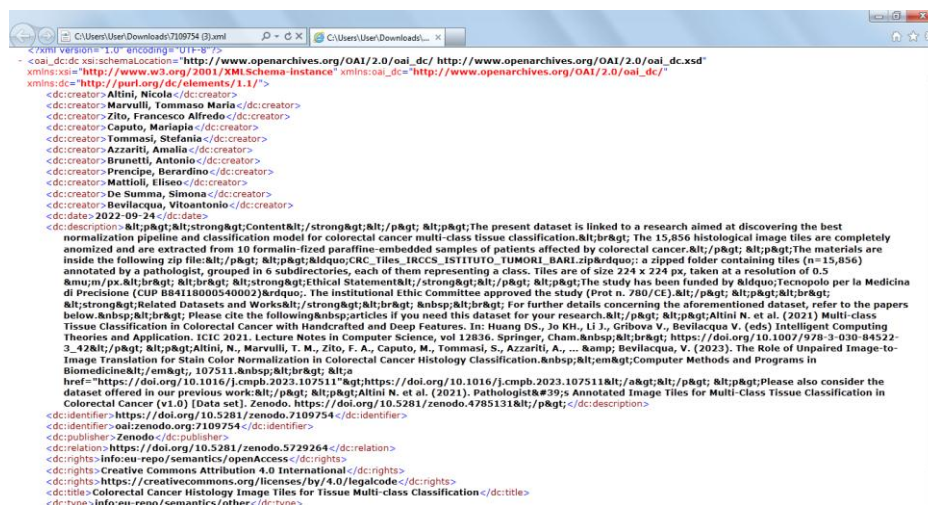 C:\Users\User\Downloads\7109754 (3).xml
C:\Users\User\Downloads\...
<?xml version="1.0" encoding="UTF-8"?>
- <oai_dc:dc xsi:schemaLocation="http://www.openarchives.org/OAI/2.0/oai_dc/ http://www.openarchives.org/OAI/2.0/oai_dc.xsd"
xmlns:xsi="http://www.w3.org/2001/XMLSchema-instance" xmlns:oai_dc="http://www.openarchives.org/OAI/2.0/oai_dc/"
xmlns:dc="http://purl.org/dc/elements/1.1/">
<dc:creator>Altini, Nicola</dc:creator>
<dc:creator>Marvulli, Tommaso Maria</dc:creator>
<dc:creator>Zito, Francesco Alfredo</dc:creator>
<dc:creator>Caputo, Mariapia</dc:creator>
<dc:creator>Tommasi, Stefania</dc:creator>
<dc:creator>Azzariti, Amalia</dc:creator>
<dc:creator>Brunetti, Antonio</dc:creator>
<dc:creator>Prencipe, Berardino</dc:creator>
<dc:creator>Mattioli, Eliseo</dc:creator>
<dc:creator>De Summa, Simona</dc:creator>
<dc:creator>Bevilacqua, Vitoantonio</dc:creator>
<dc:date>2022-09-24</dc:date>
<dc:description>&lt;p&gt;&lt;strong&gt;Content&lt;/strong&gt;&lt;/p&gt; &lt;p&gt;The present dataset is linked to a research aimed at discovering the best
normalization pipeline and classification model for colorectal cancer multi-class tissue classification.&lt;br&gt; The 15,856 histological image tiles are completely
anomized and are extracted from 10 formalin-fized paraffine-embedded samples of patients affected by colorectal cancer.&lt;/p&gt; &lt;p&gt;The materials are
inside the following zip file:&lt;/p&gt; &lt;p&gt;&ldquo;CRC_Tiles_IRCCS_ISTITUTO_TUMORI_BARI.zip&rdquo;: a zipped folder containing tiles (n=15,856)
annotated by a pathologist, grouped in 6 subdirectories, each of them representing a class. Tiles are of size 224 x 224 px, taken at a resolution of 0.5
&mu;m/px.&lt;br&gt; &lt;br&gt; &lt;strong&gt;Ethical Statement&lt;/strong&gt;&lt;/p&gt; &lt;p&gt;The study has been funded by &ldquo;Tecnopolo per la Medicina
di Precisione (CUP B84I18000540002)&rdquo;. The institutional Ethic Committee approved the study (Prot n. 780/CE).&lt;/p&gt; &lt;p&gt;&lt;br&gt;
&lt;strong&gt;Related Datasets and Works&lt;/strong&gt;&lt;br&gt; &nbsp;&lt;br&gt; For further details concerning the aforementioned dataset, refer to the papers
below.&nbsp;&lt;br&gt; Please cite the following&nbsp;articles if you need this dataset for your research.&lt;/p&gt; &lt;p&gt;Altini N. et al. (2021) Multi-class
Tissue Classification in Colorectal Cancer with Handcrafted and Deep Features. In: Huang DS., Jo KH., Li J., Gribova V., Bevilacqua V. (eds) Intelligent Computing
Theories and Application. ICIC 2021. Lecture Notes in Computer Science, vol 12836. Springer, Cham.&nbsp;&lt;br&gt; https://doi.org/10.1007/978-3-030-84522-
3_42&lt;/p&gt; &lt;p&gt;Altini, N., Marvulli, T. M., Zito, F. A., Caputo, M., Tommasi, S., Azzariti, A., ... &amp; Bevilacqua, V. (2023). The Role of Unpaired Image-to-
Image Translation for Stain Color Normalization in Colorectal Cancer Histology Classification.&nbsp;&lt;em&gt;Computer Methods and Programs in
Biomedicine&lt;/em&gt;, 107511.&nbsp;&lt;br&gt; &lt;a
href="https://doi.org/10.1016/j.cmpb.2023.107511"&gt;https://doi.org/10.1016/j.cmpb.2023.107511&lt;/a&gt;&lt;/p&gt; &lt;p&gt;Please also consider the
dataset offered in our previous work:&lt;/p&gt; &lt;p&gt;Altini N. et al. (2021). Pathologist&#39;s Annotated Image Tiles for Multi-Class Tissue Classification in
Colorectal Cancer (v1.0) [Data set]. Zenodo. https://doi.org/10.5281/zenodo.4785131&lt;/p&gt;</dc:description>
<dc:identifier>https://doi.org/10.5281/zenodo.7109754</dc:identifier>
<dc:identifier>oai:zenodo.org:7109754</dc:identifier>
<dc:publisher>Zenodo</dc:publisher>
<dc:relation>https://doi.org/10.5281/zenodo.5729264</dc:relation>
<dc:rights>info:eu-repo/semantics/openAccess</dc:rights>
<dc:rights>Creative Commons Attribution 4.0 International</dc:rights>
<dc:rights>https://creativecommons.org/licenses/by/4.0/legalcode</dc:rights>
<dc:title>Colorectal Cancer Histology Image Tiles for Tissue Multi-class Classification</dc:title>
<dc:type>info:eu-repo/semantics/other</dc:type>